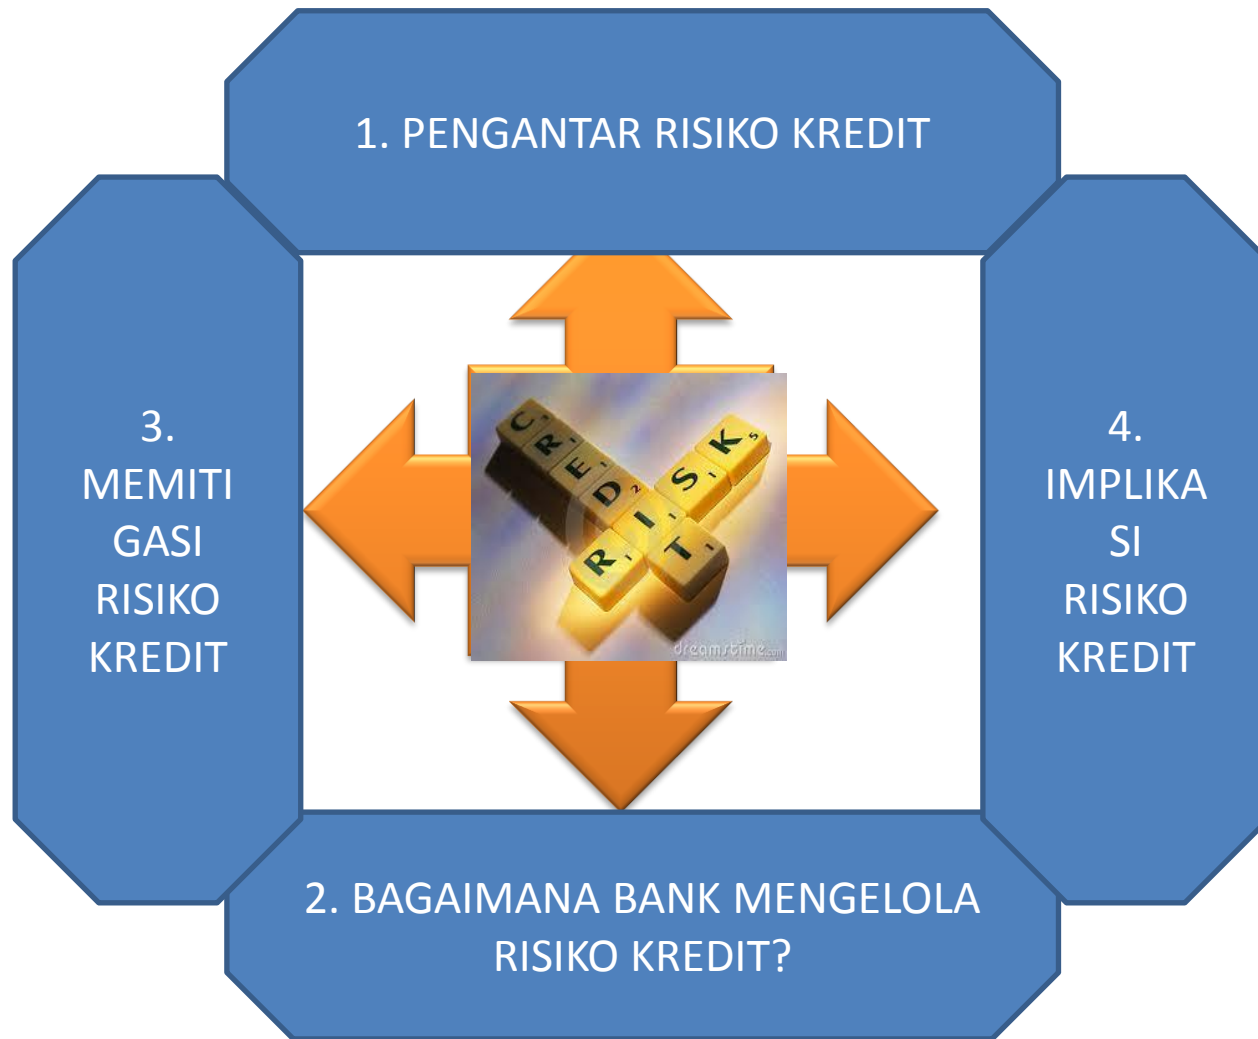 1. PENGANTAR RISIKO KREDIT
3.
MEMITI
GASI
RISIKO
KREDIT
CREDIT
RISK
dreamstime.com
4.
IMPLIKA
SI
RISIKO
KREDIT
2. BAGAIMANA BANK MENGELOLA
RISIKO KREDIT?